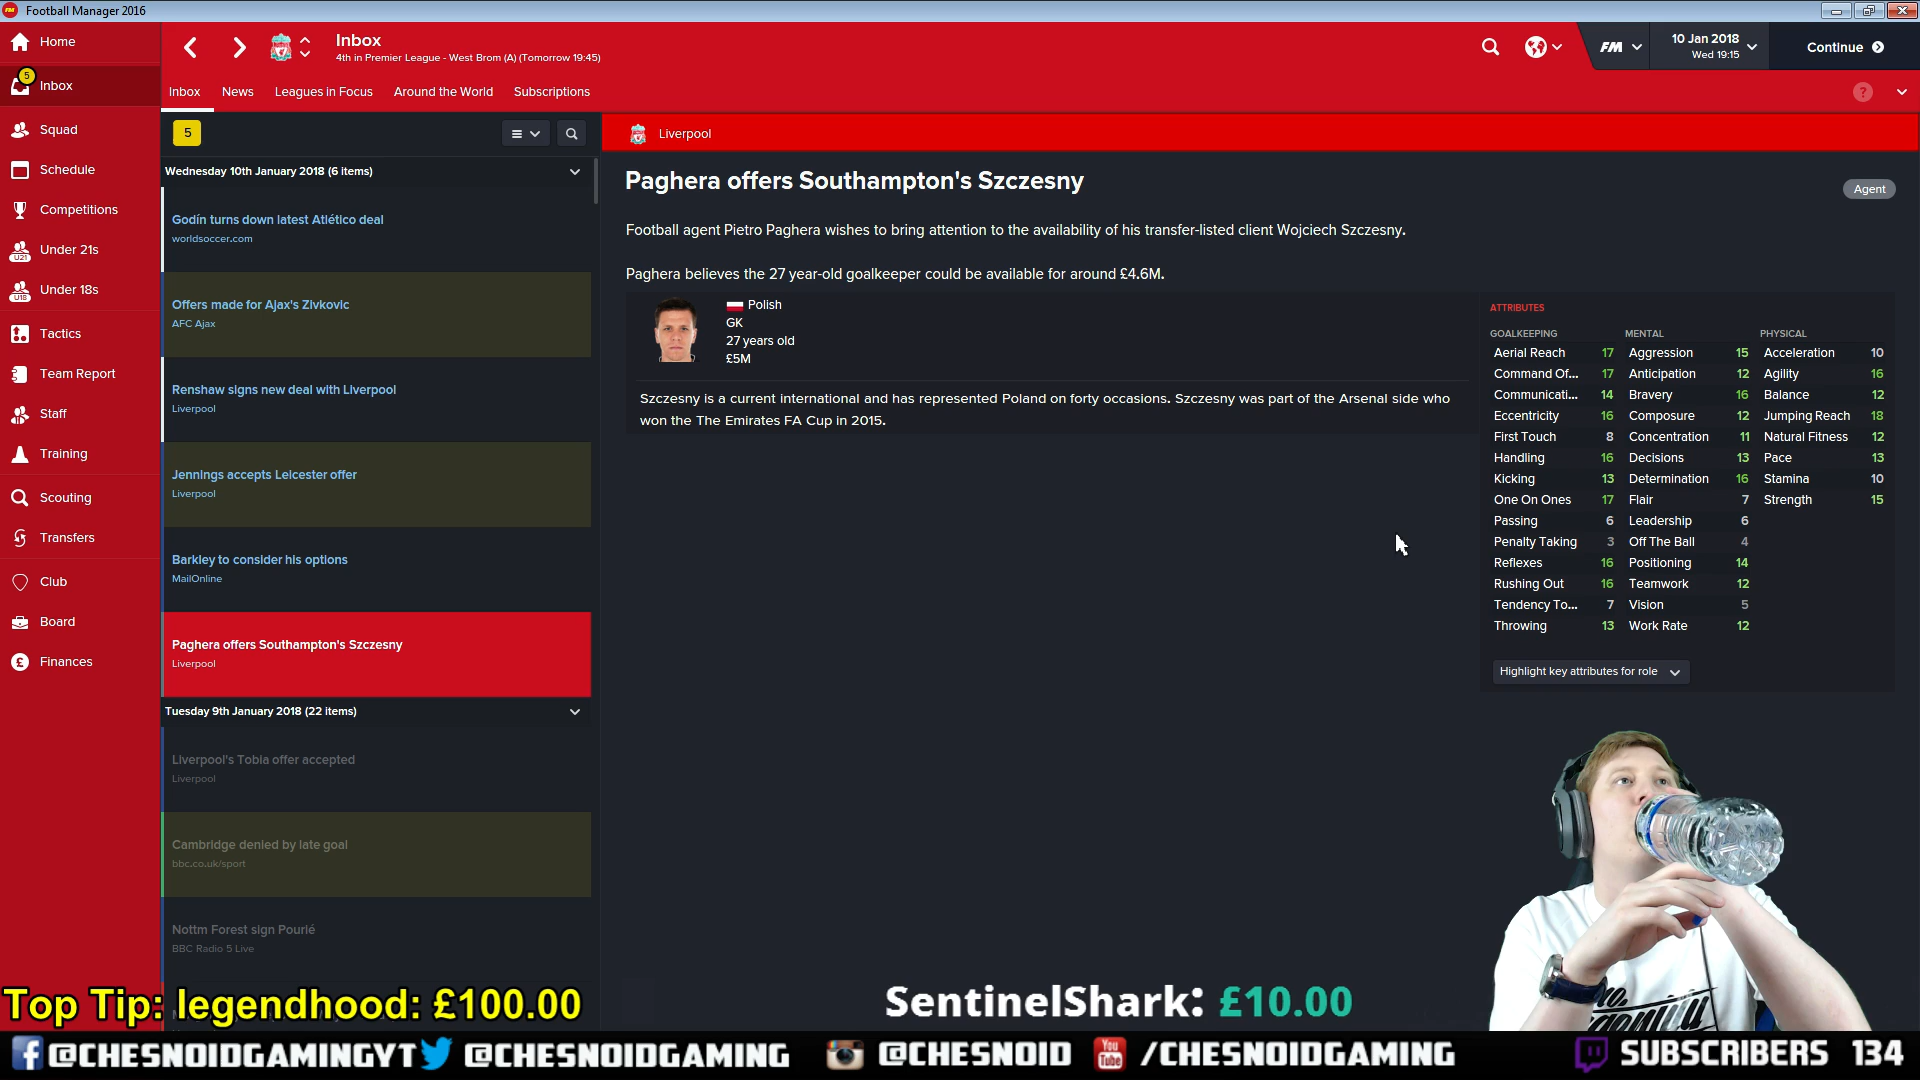 Football Manager 2016
Home
5
Inbox
Squad
Schedule
Competitions
U21
Under 21s
U18
Under 18s
Tactics
Team Report
Staff
Training
Scouting
Transfers
Club
Board
Finances
Inbox
4th in Premier League - West Brom (A) (Tomorrow 19:45)
FM
10 Jan 2018
Wed 19:15
Continue
Inbox News Leagues in Focus Around the World Subscriptions
?
5
Wednesday 10th January 2018 (6 items)
Godín turns down latest Atlético deal
worldsoccer.com
Offers made for Ajax's Zivkovic
AFC Ajax
Renshaw signs new deal with Liverpool
Liverpool
Jennings accepts Leicester offer
Liverpool
Barkley to consider his options
MailOnline
Paghera offers Southampton's Szczesny
Liverpool
Tuesday 9th January 2018 (22 items)
Liverpool's Tobia offer accepted
Liverpool
Cambridge denied by late goal
bbc.co.uk/sport
Nottm Forest sign Pourié
BBC Radio 5 Live
Liverpool
Paghera offers Southampton's Szczesny
Agent
Football agent Pietro Paghera wishes to bring attention to the availability of his transfer-listed client Wojciech Szczesny.
Paghera believes the 27 year-old goalkeeper could be available for around £4.6M.
Polish
GK
27 years old
£5M
Szczesny is a current international and has represented Poland on forty occasions. Szczesny was part of the Arsenal side who
won the The Emirates FA Cup in 2015.
ATTRIBUTES
GOALKEEPING MENTAL PHYSICAL
Aerial Reach 17 Aggression 15 Acceleration 10
Command Of... 17 Anticipation 12 Agility 16
Communicati... 14 Bravery 16 Balance 12
Eccentricity 16 Composure 12 Jumping Reach 18
First Touch 8 Concentration 11 Natural Fitness 12
Handling 16 Decisions 13 Pace 13
Kicking 13 Determination 16 Stamina 10
One On Ones 17 Flair 7 Strength 15
Passing 6 Leadership 6
Penalty Taking 3 Off The Ball 4
Reflexes 16 Positioning 14
Rushing Out 16 Teamwork 12
Tendency To... 7 Vision 5
Throwing 13 Work Rate 12
Highlight key attributes for role
Top Tip: legendhood: £100.00
SentinelShark: £10.00
@CHESNOIDGAMINGYT @CHESNOIDGAMING @CHESNOID You Tube /CHESNOIDGAMING SUBSCRIBERS 134